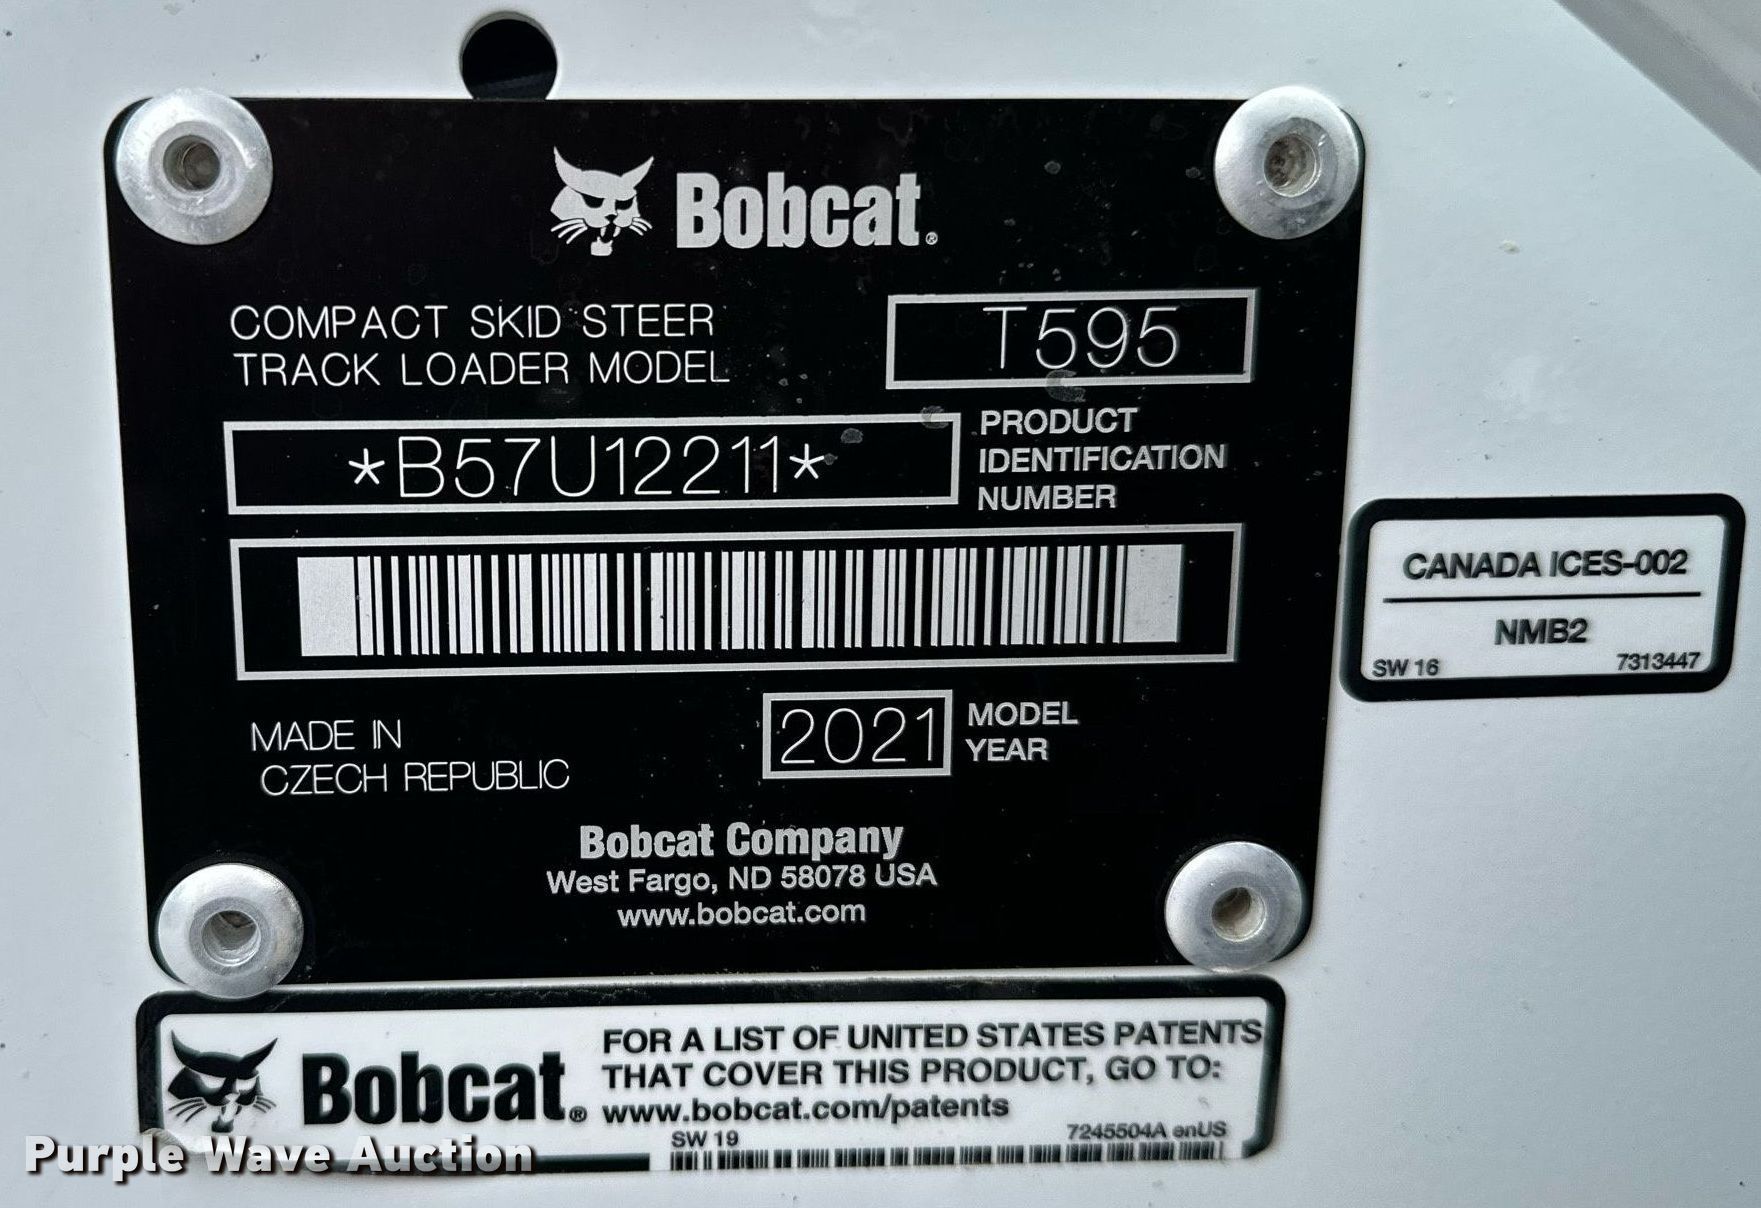 Bobcat®
COMPACT SKID STEER
TRACK LOADER MODEL
T595
*B57U12211*
PRODUCT
IDENTIFICATION
NUMBER
MADE IN
CZECH REPUBLIC
2021
MODEL
YEAR
Bobcat Company
West Fargo, ND 58078 USA
www.bobcat.com
CANADA ICES-002
NMB2
SW 16
7313447
Bobcat®
FOR A LIST OF UNITED STATES PATENTS
THAT COVER THIS PRODUCT, GO TO:
www.bobcat.com/patents
SW 19
7245504A enUS
Purple Wave Auction